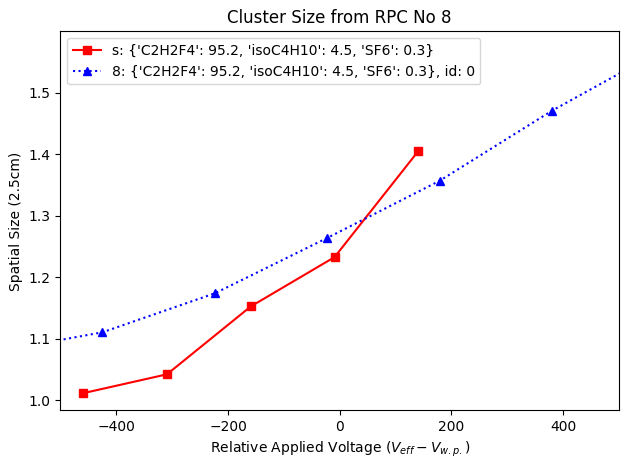 Cluster Size from RPC No 8
s: {'C2H2F4': 95.2, 'isoC4H10': 4.5, 'SF6': 0.3}
8: {'C2H2F4': 95.2, 'isoC4H10': 4.5, 'SF6': 0.3}, id: 0
Spatial Size (2.5cm)
1.5
1.4
1.3
1.2
1.1
1.0
−400 −200 0 200 400
Relative Applied Voltage (V_eff − V_w.p.)